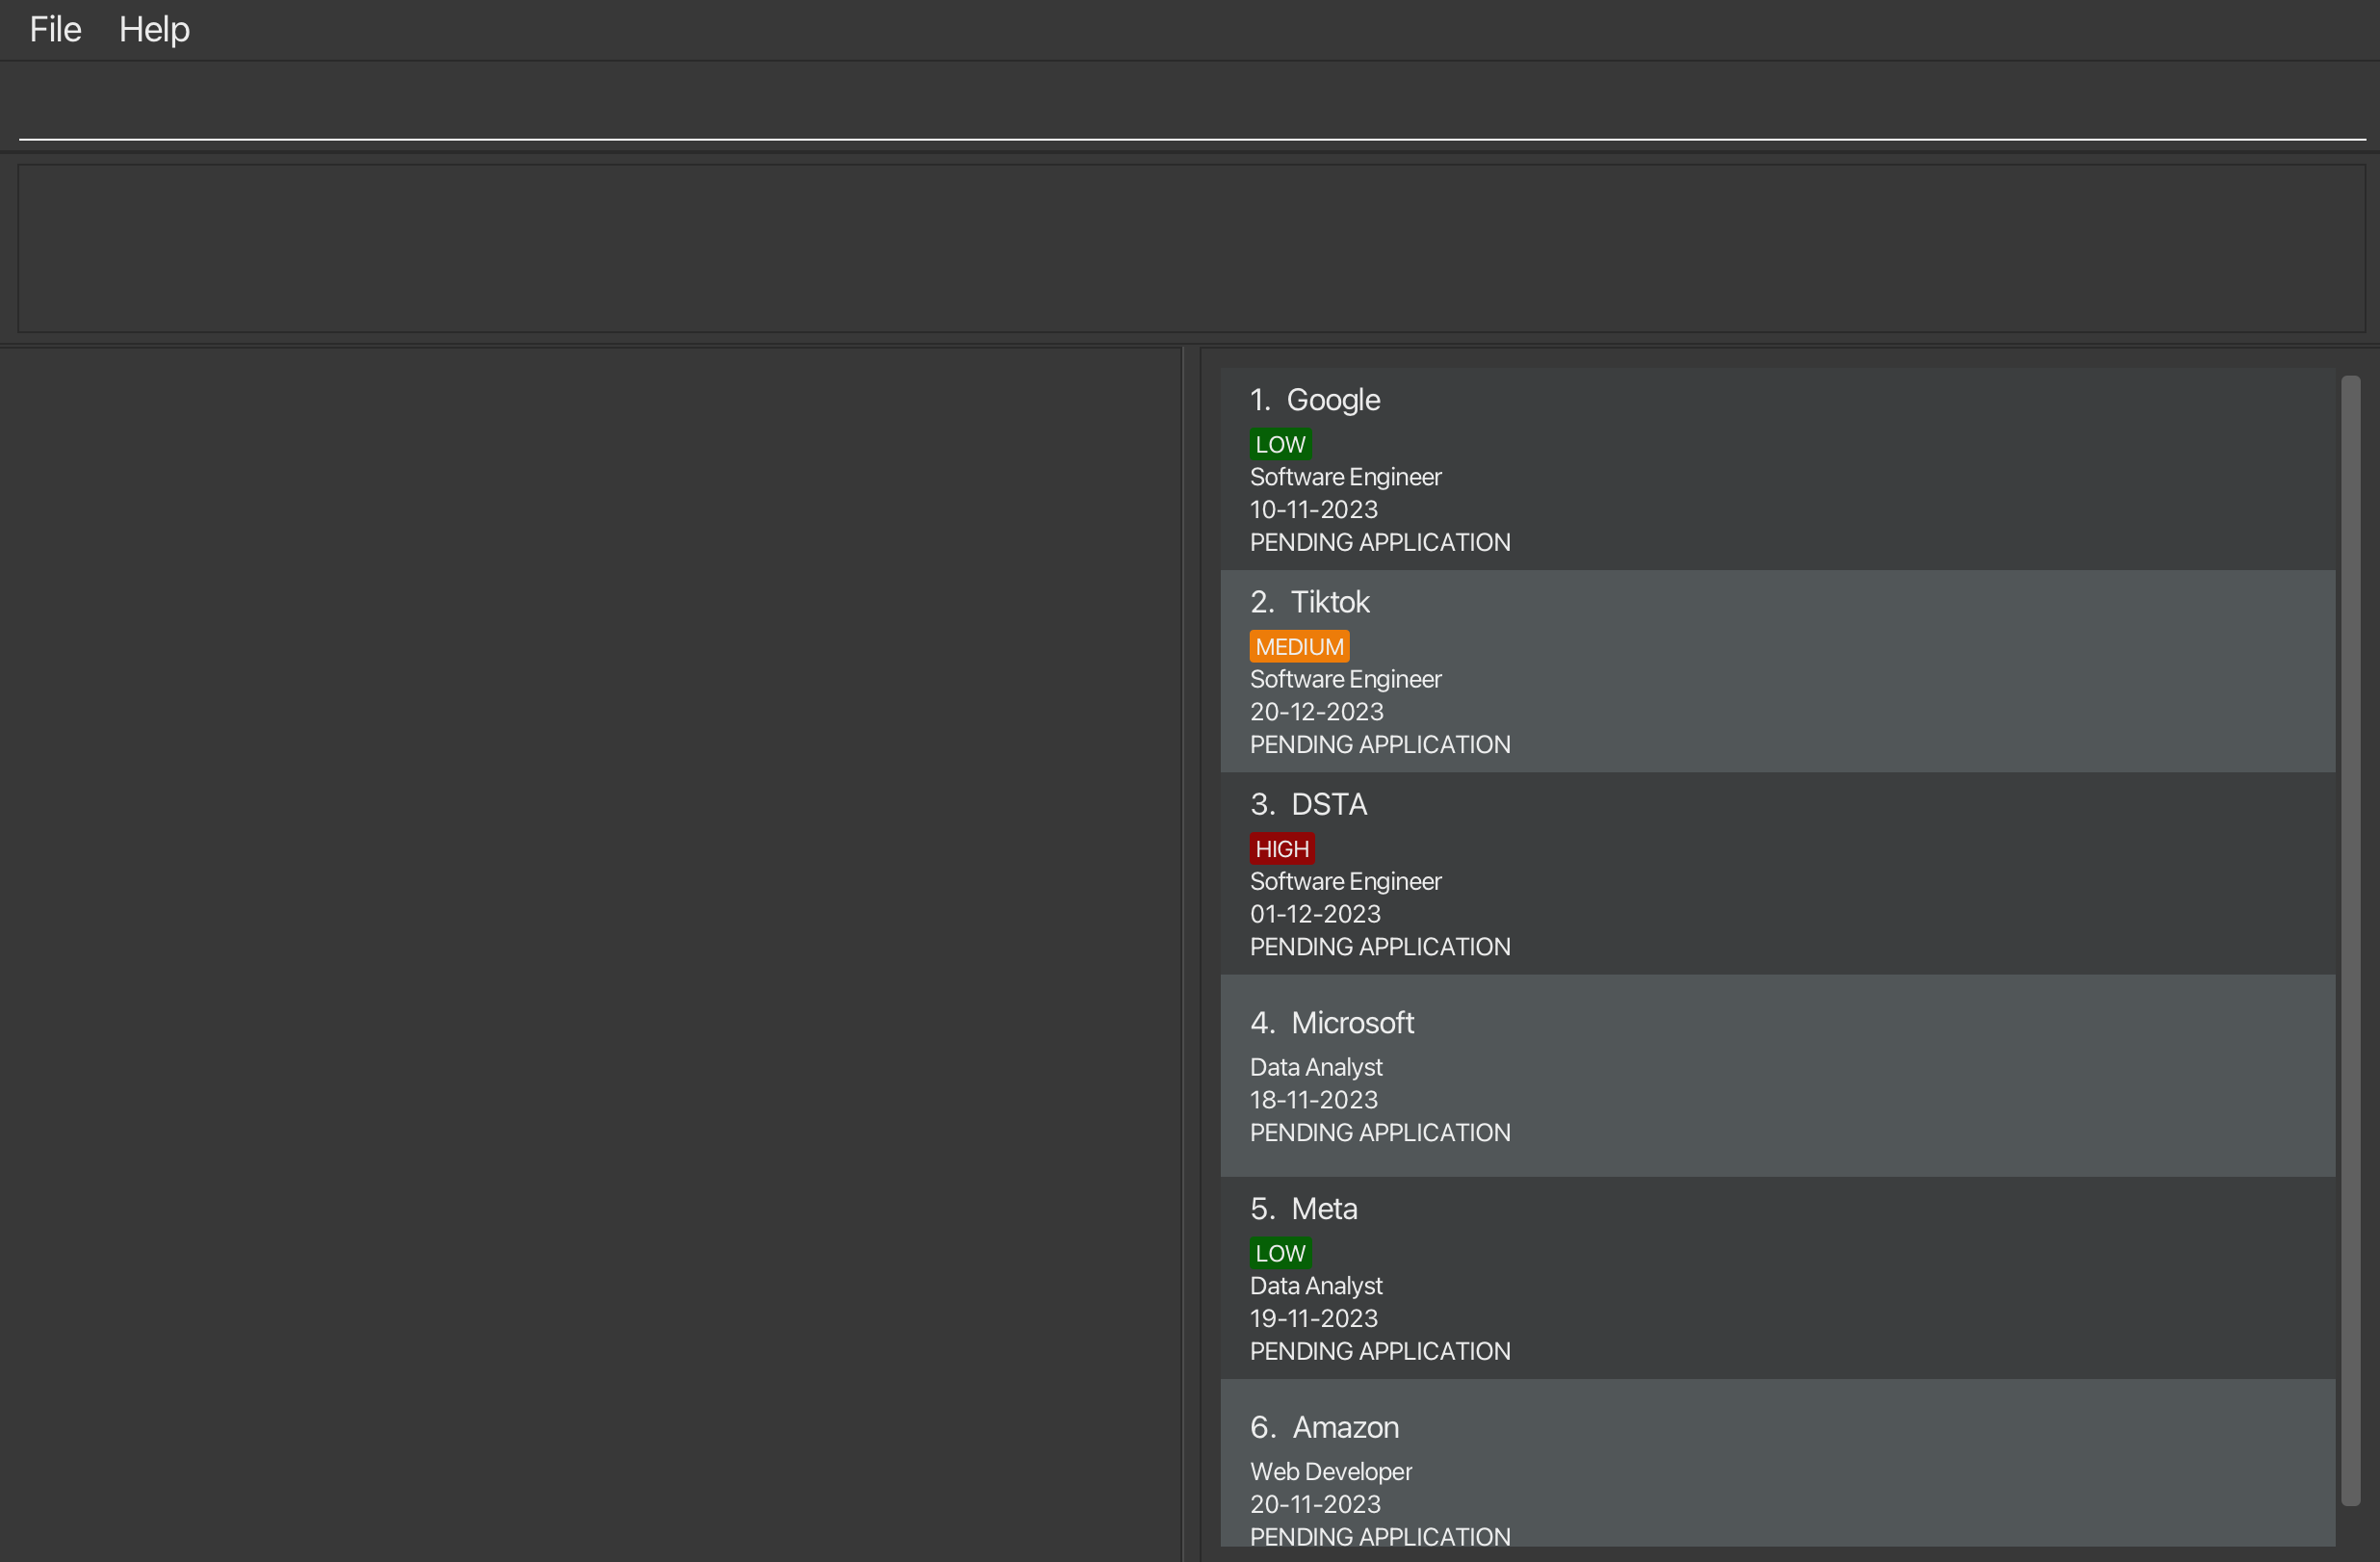 File Help
1. Google
LOW
Software Engineer
10-11-2023
PENDING APPLICATION
2. Tiktok
MEDIUM
Software Engineer
20-12-2023
PENDING APPLICATION
3. DSTA
HIGH
Software Engineer
01-12-2023
PENDING APPLICATION
4. Microsoft
Data Analyst
18-11-2023
PENDING APPLICATION
5. Meta
LOW
Data Analyst
19-11-2023
PENDING APPLICATION
6. Amazon
Web Developer
20-11-2023
PENDING APPLICATION